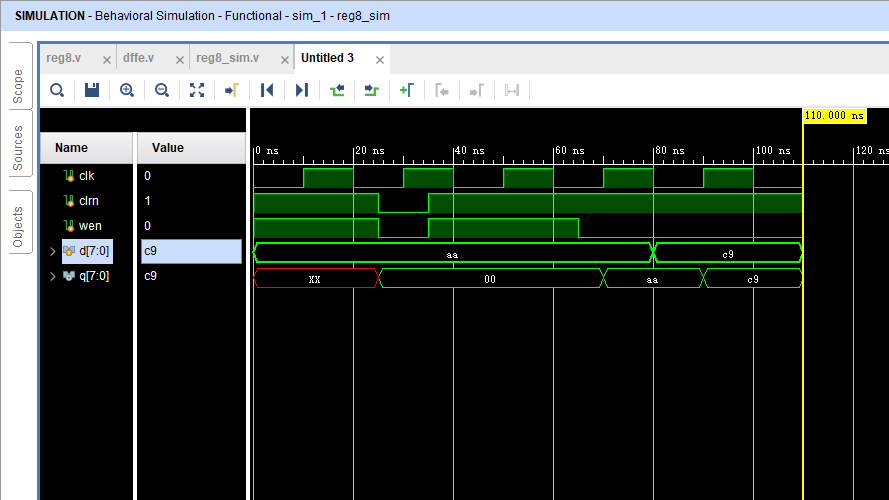 SIMULATION - Behavioral Simulation - Functional - sim_1 - reg8_sim
Scope
Sources
Objects
reg8.v
dffe.v
reg8_sim.v
Untitled 3
110.000 ns
Name Value
0 ns 20 ns 40 ns 60 ns 80 ns 100 ns 120 ns
clk 0
clrn 1
wen 0
d[7:0] c9 aa c9
q[7:0] c9 XX 00 aa c9